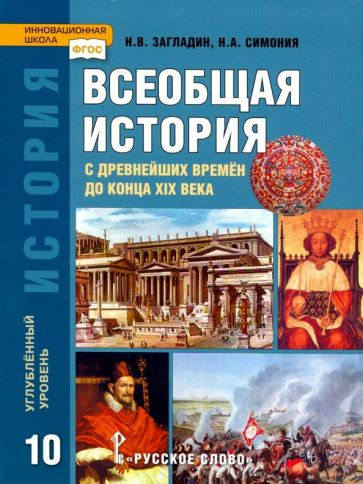 ИННОВАЦИОННАЯ
ШКОЛА
ФГОС
Н.В. ЗАГЛАДИН, Н.А. СИМОНИЯ
ВСЕОБЩАЯ
ИСТОРИЯ
С ДРЕВНЕЙШИХ ВРЕМЁН
ДО КОНЦА XIX ВЕКА
ИСТОРИЯ
УГЛУБЛЁННЫЙ
УРОВЕНЬ
10
«РУССКОЕ СЛОВО»